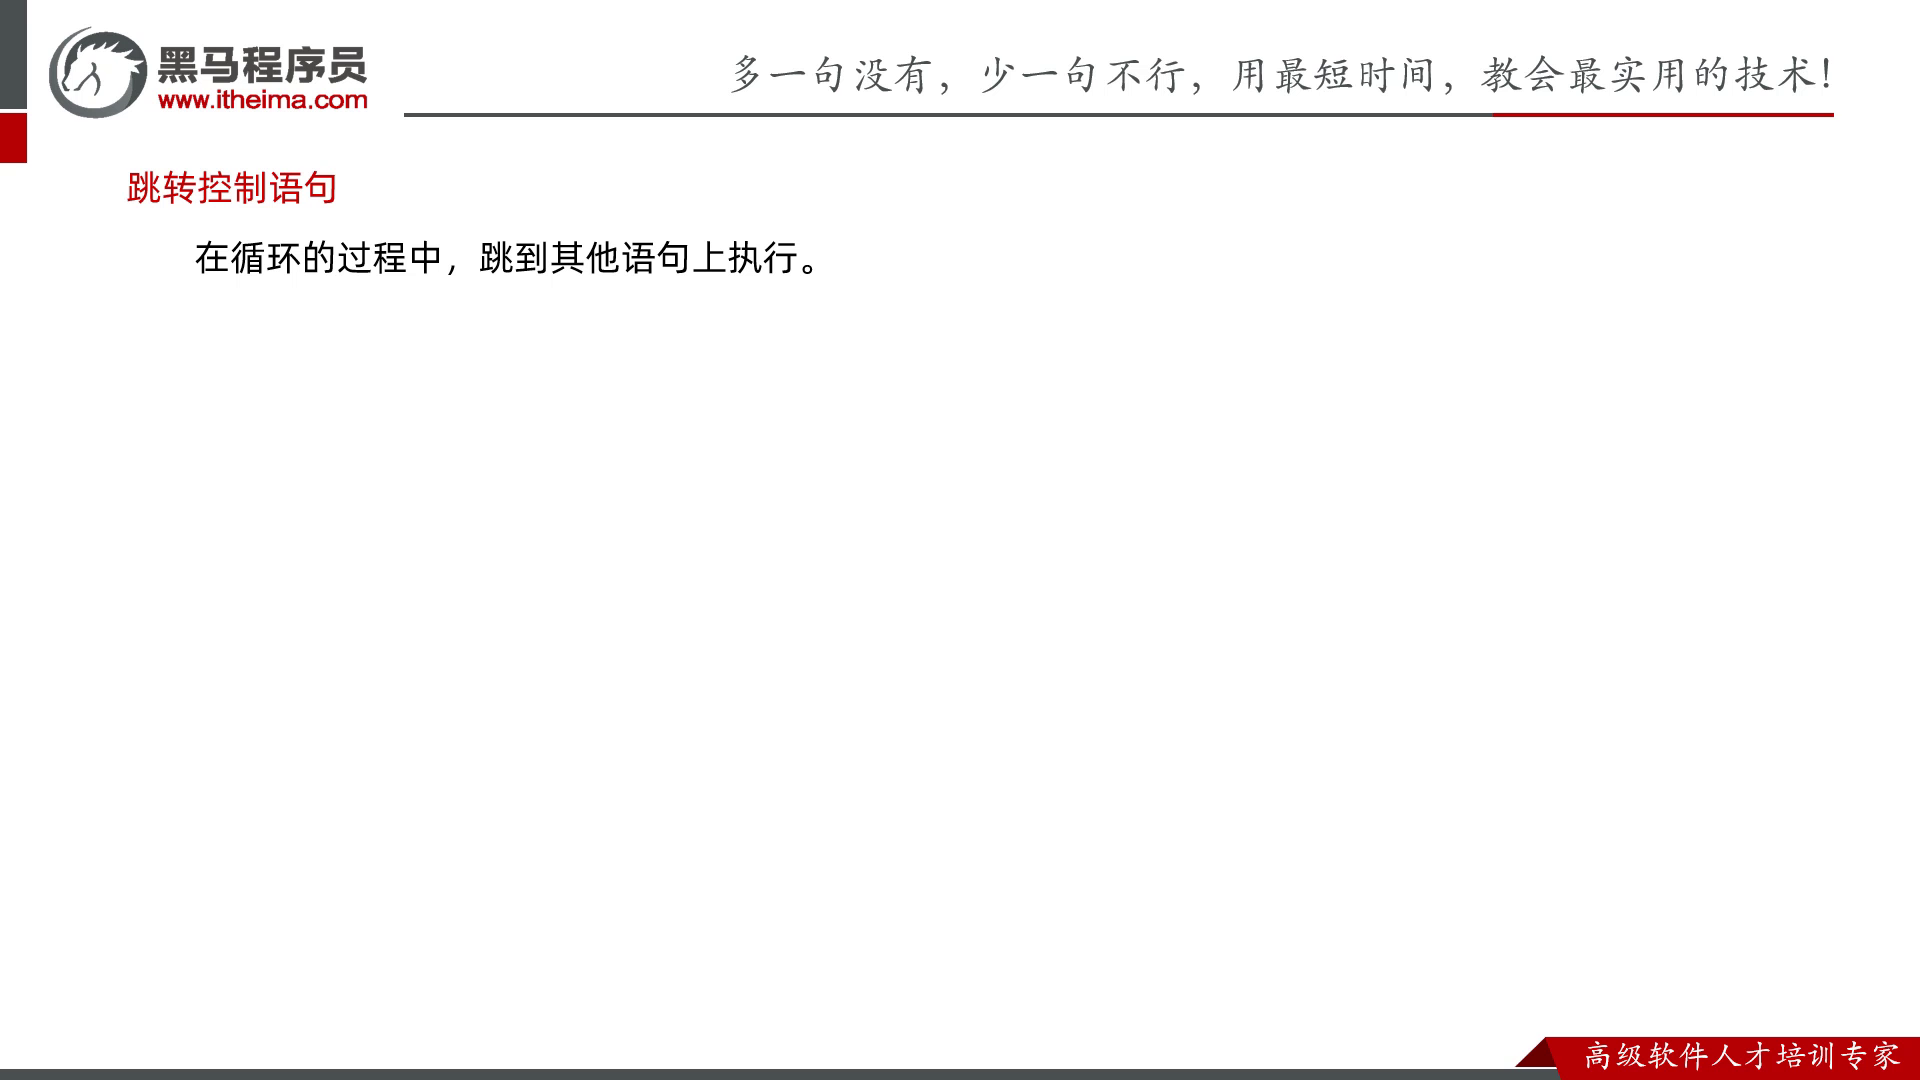 黑马程序员
www.itheima.com
多一句没有，少一句不行，用最短时间，教会最实用的技术！
跳转控制语句
在循环的过程中，跳到其他语句上执行。
高级软件人才培训专家